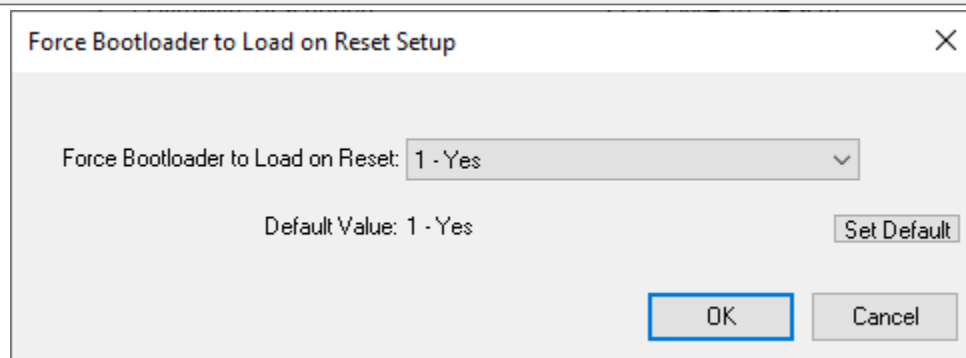 Force Bootloader to Load on Reset Setup
Force Bootloader to Load on Reset: 1 - Yes
Default Value: 1 - Yes
Set Default
OK
Cancel